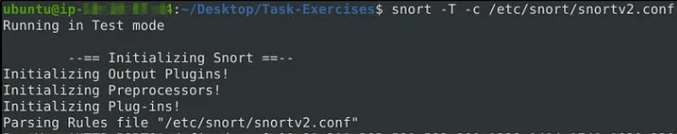 ubuntu@ip- 4:~/Desktop/Task-Exercises$ snort -T -c /etc/snort/snortv2.conf
Running in Test mode
--== Initializing Snort ==--
Initializing Output Plugins!
Initializing Preprocessors!
Initializing Plug-ins!
Parsing Rules file "/etc/snort/snortv2.conf"